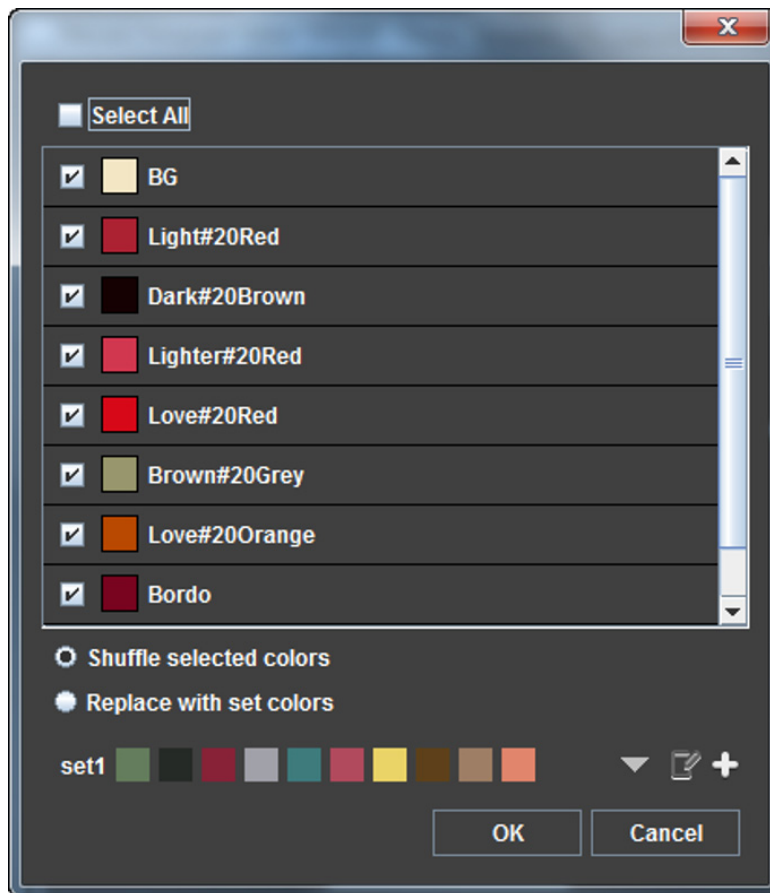 Select All
BG
Light#20Red
Dark#20Brown
Lighter#20Red
Love#20Red
Brown#20Grey
Love#20Orange
Bordo
Shuffle selected colors
Replace with set colors
set1
OK Cancel